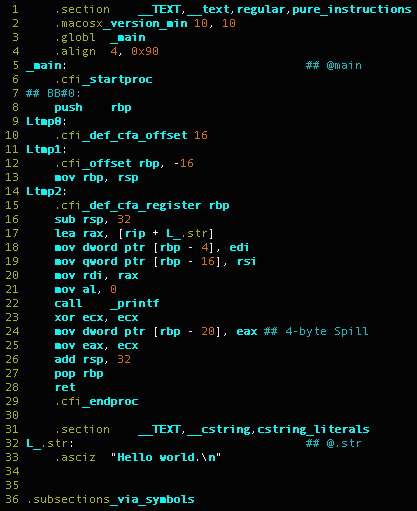 1 .section __TEXT,__text,regular,pure_instructions
2 .macosx_version_min 10, 10
3 .globl _main
4 .align 4, 0x90
5 _main: ## @main
6 .cfi_startproc
7 ## BB#0:
8 push rbp
9 Ltmp0:
10 .cfi_def_cfa_offset 16
11 Ltmp1:
12 .cfi_offset rbp, -16
13 mov rbp, rsp
14 Ltmp2:
15 .cfi_def_cfa_register rbp
16 sub rsp, 32
17 lea rax, [rip + L_.str]
18 mov dword ptr [rbp - 4], edi
19 mov qword ptr [rbp - 16], rsi
20 mov rdi, rax
21 mov al, 0
22 call _printf
23 xor ecx, ecx
24 mov dword ptr [rbp - 20], eax ## 4-byte Spill
25 mov eax, ecx
26 add rsp, 32
27 pop rbp
28 ret
29 .cfi_endproc
30
31 .section __TEXT,__cstring,cstring_literals
32 L_.str: ## @.str
33 .asciz "Hello world.\n"
34
35
36 .subsections_via_symbols